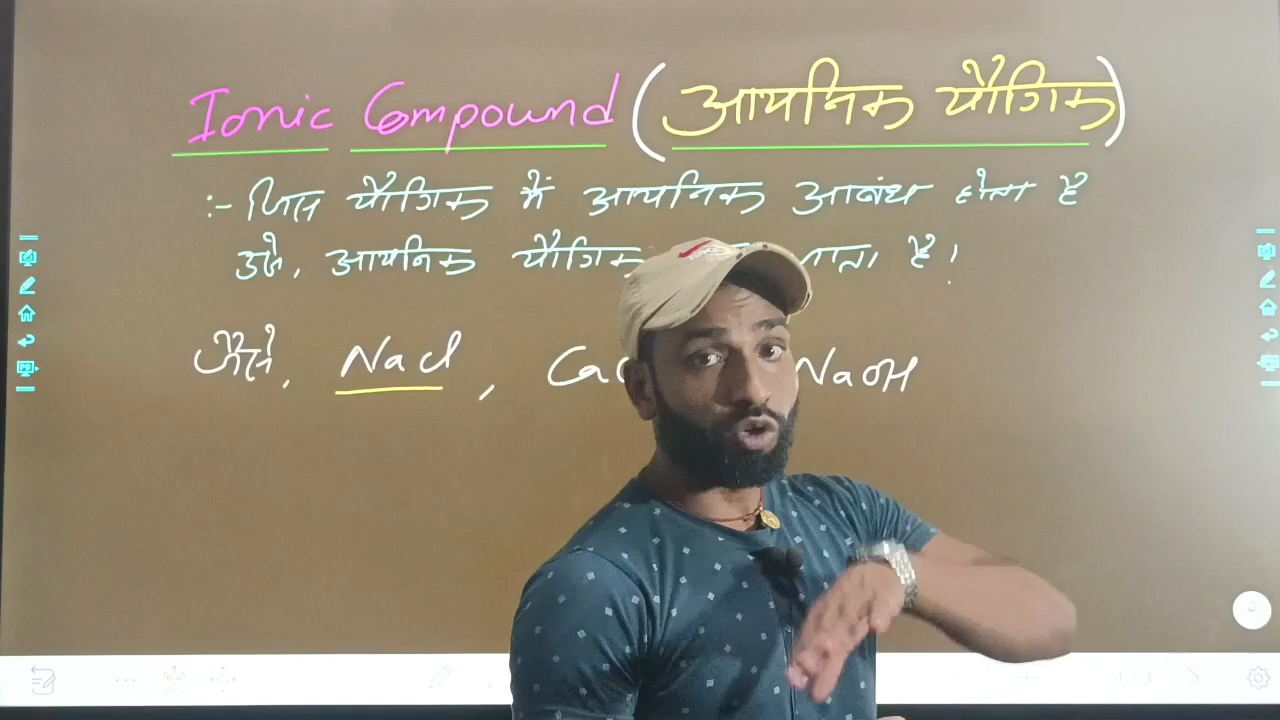 Ionic Compound (आयनिक यौगिक)
:- जिस यौगिक में आयनिक आबंध होता है
उसे, आयनिक यौगिक जाता है।
जैसे, NaCl, NaOH